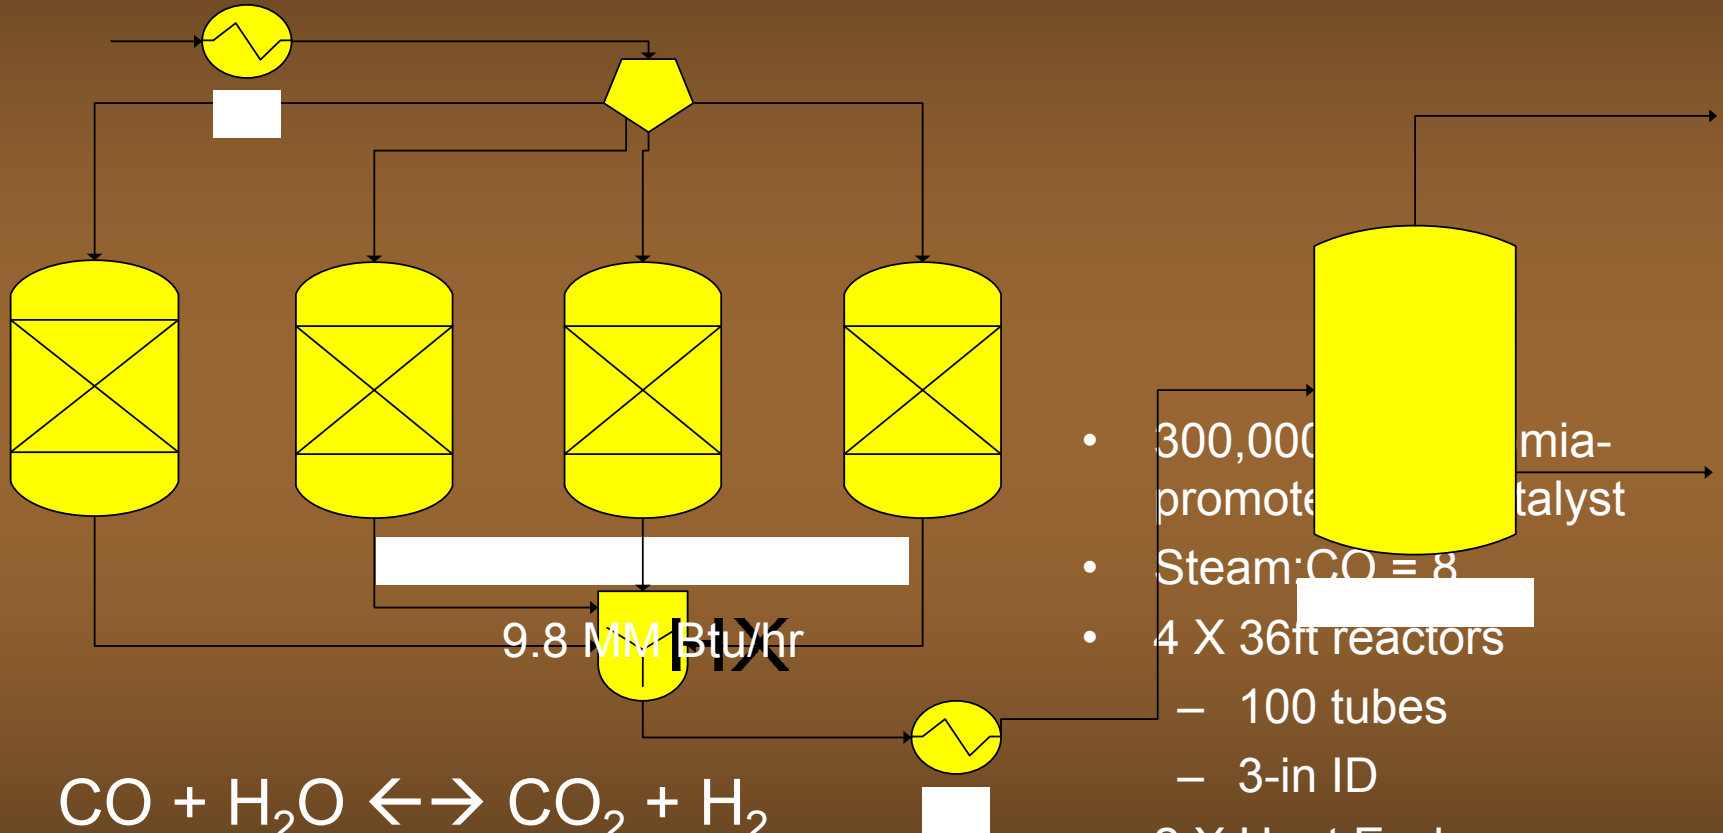 • 300,000 mia-
promote talyst
• Steam:CO = 8
9.8 MM Btu/hr
HX
• 4 X 36ft reactors
– 100 tubes
– 3-in ID
CO + H₂O ←→ CO₂ + H₂